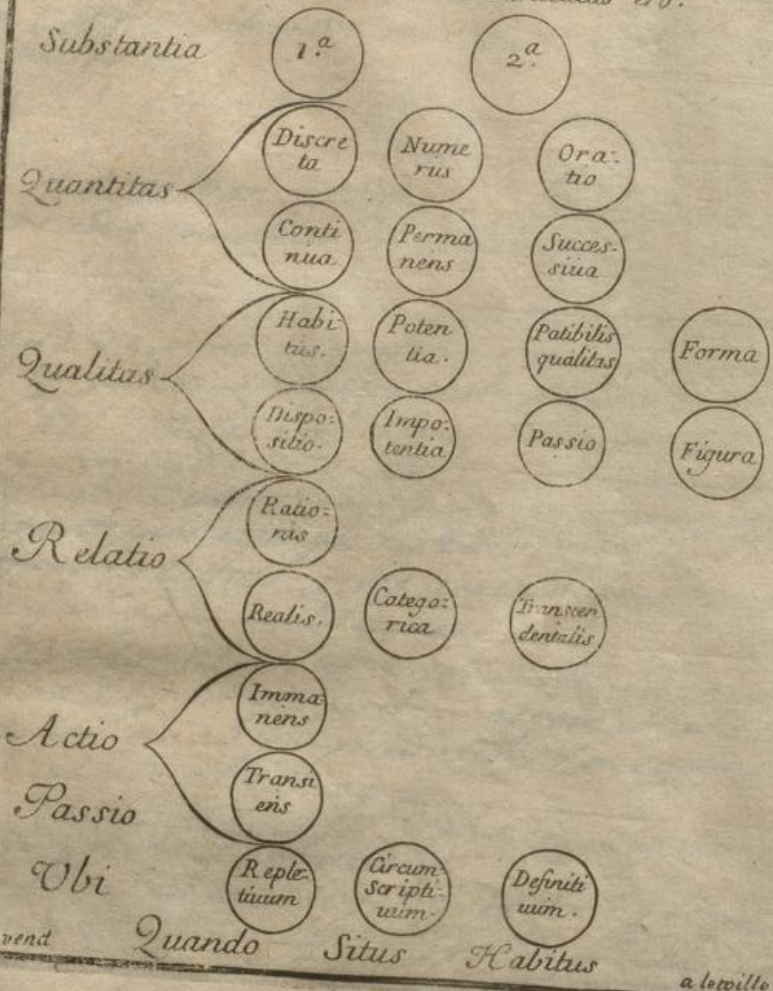 Substantia 1.ª 2.ª
Discre
ta
Nume
rus
Ora:
tio
Quantitas
Conti
nua
Perma
nens
Succes-
siua
Habi
tus.
Poten
tia.
Patibilis
qualitas
Forma
Qualitas
Dispo:
sitio.
Impo:
tentia
Passio
Figura
Ratio:
nis
Relatio
Realis.
Catego:
rica
Transcen
dentalis
Imma
nens
Actio
Transi
ens
Passio
Vbi
Reple
tiuum
Circum
scripti
uum.
Definiti
uum.
vend
Quando Situs Habitus